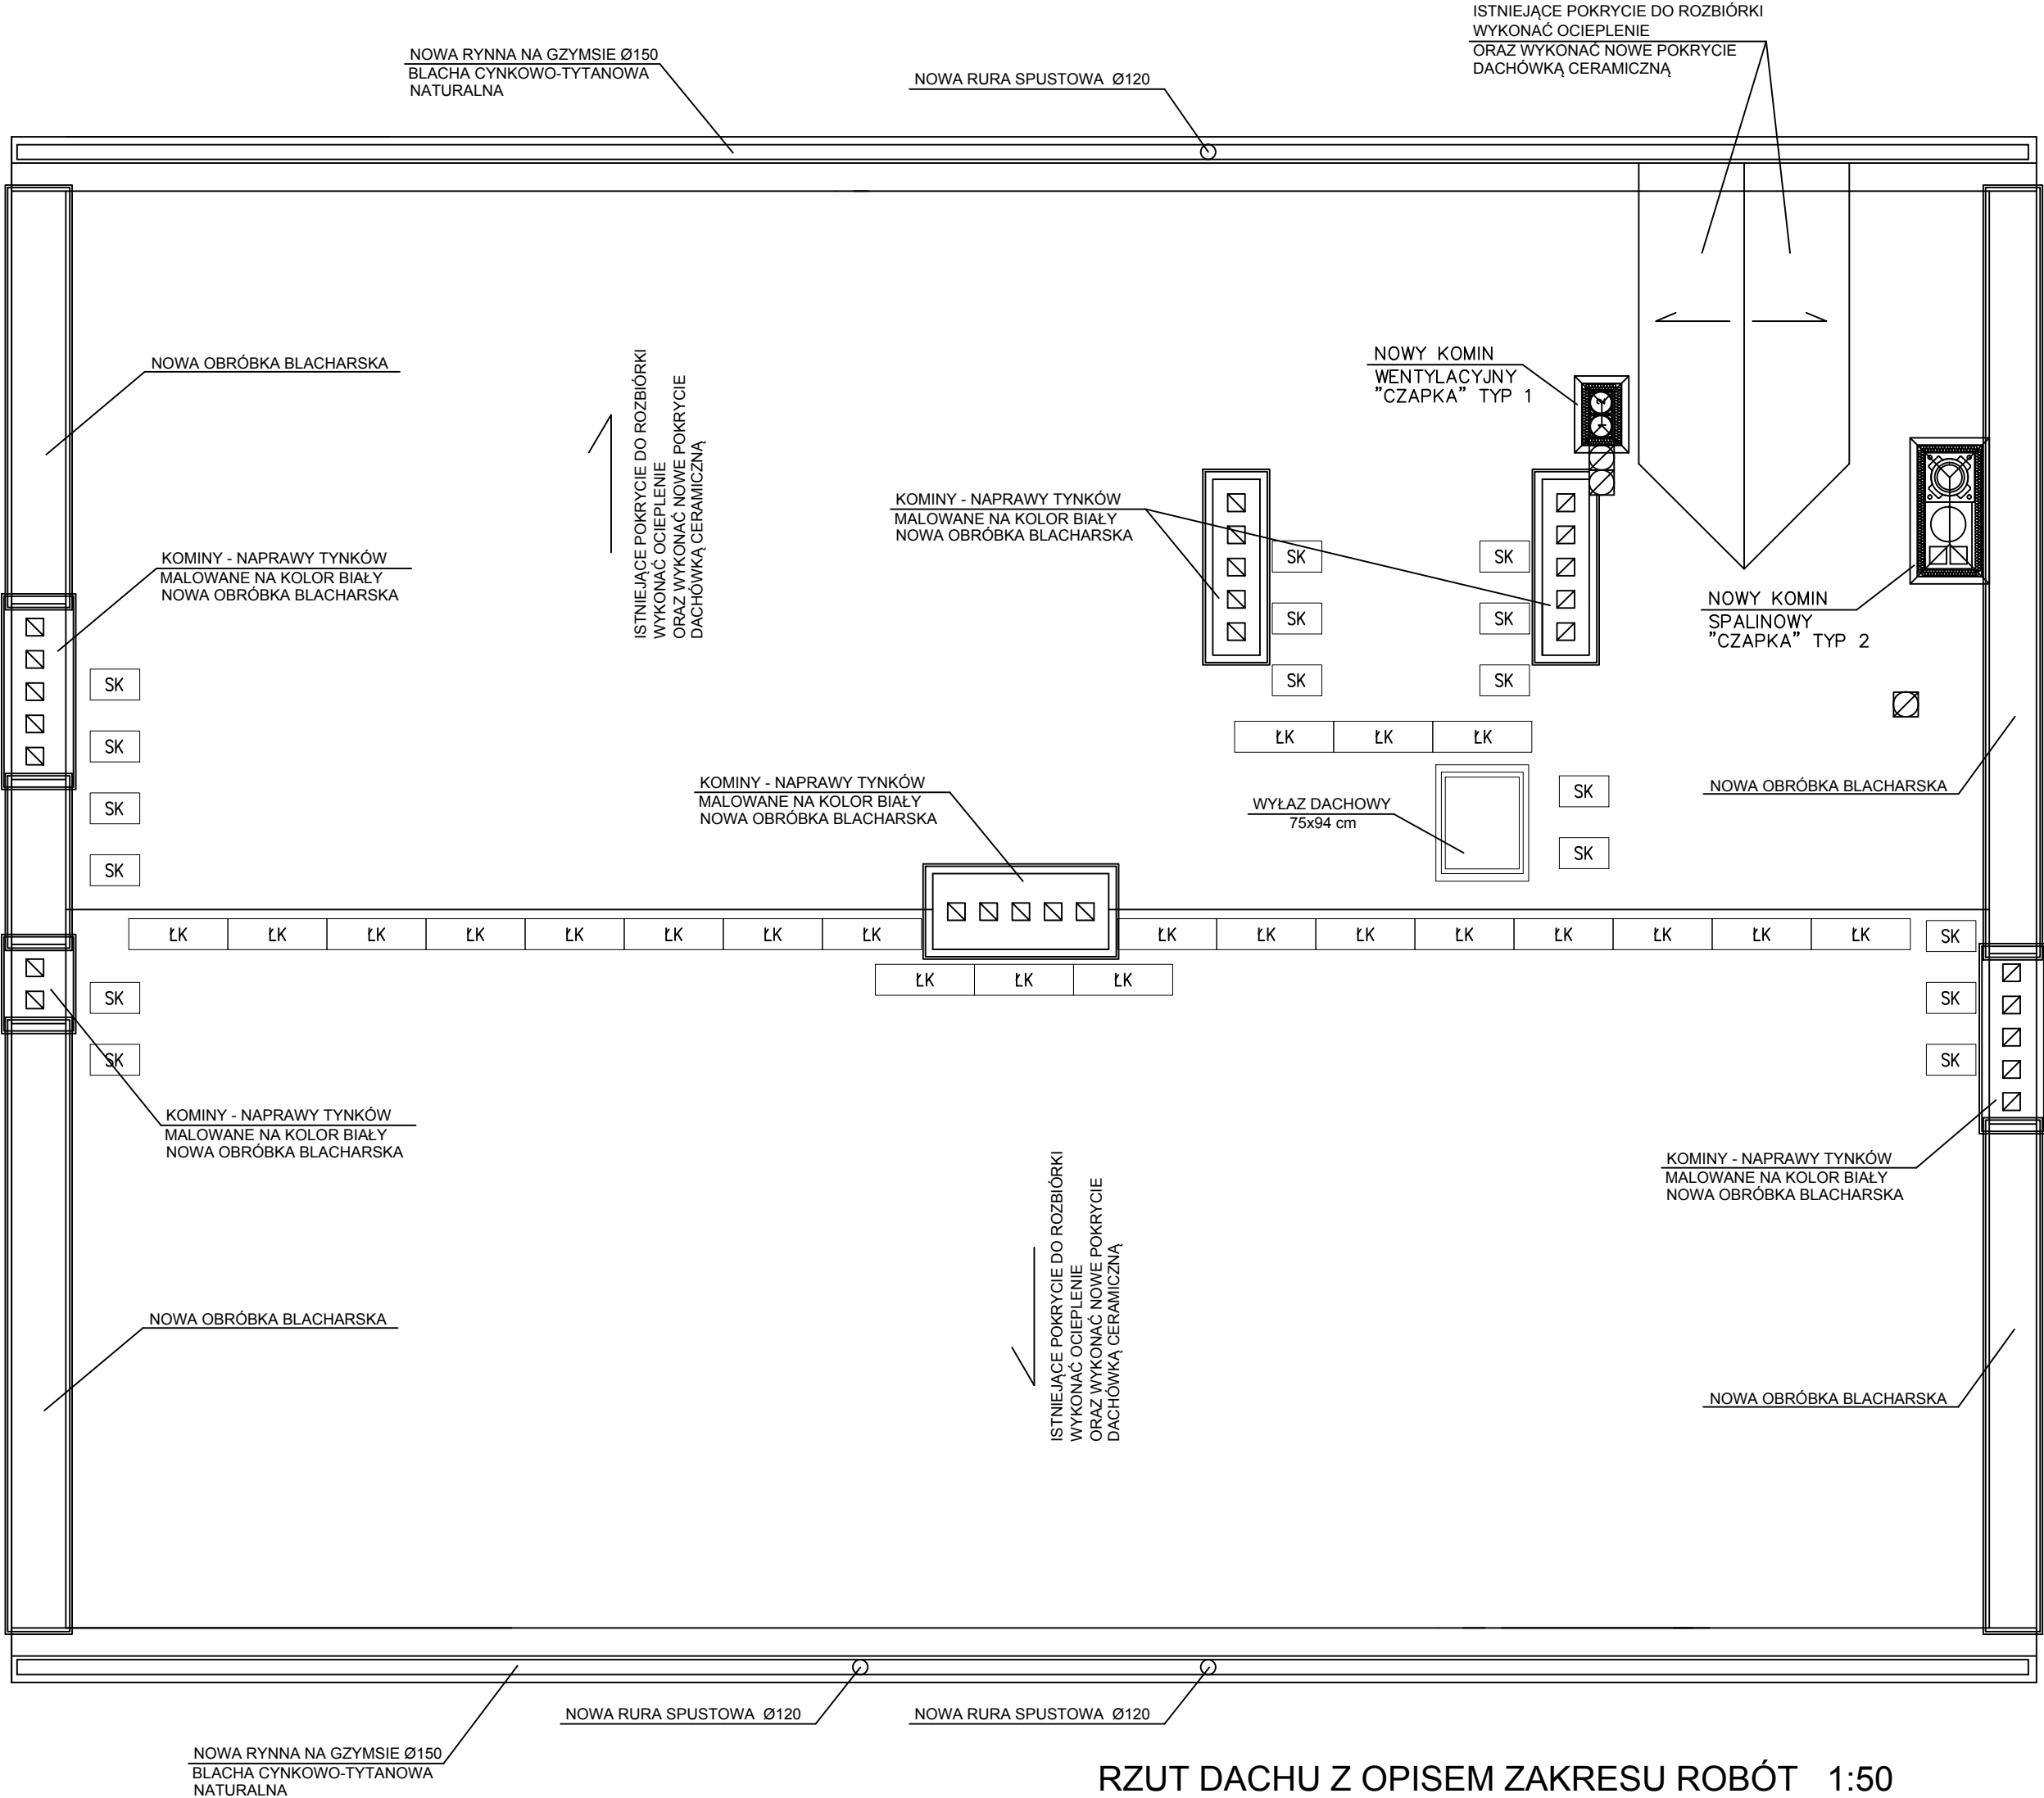 ISTNIEJĄCE POKRYCIE DO ROZBIÓRKI
WYKONAĆ OCIEPLENIE
ORAZ WYKONAĆ NOWE POKRYCIE
DACHÓWKĄ CERAMICZNĄ
NOWA RYNNA NA GZYMSIE Ø150
BLACHA CYNKOWO-TYTANOWA
NATURALNA
NOWA RURA SPUSTOWA Ø120
NOWA OBRÓBKA BLACHARSKA
ISTNIEJĄCE POKRYCIE DO ROZBIÓRKI
WYKONAĆ OCIEPLENIE
ORAZ WYKONAĆ NOWE POKRYCIE
DACHÓWKĄ CERAMICZNĄ
NOWY KOMIN
WENTYLACYJNY
"CZAPKA" TYP 1
2
1
KOMINY - NAPRAWY TYNKÓW
MALOWANE NA KOLOR BIAŁY
NOWA OBRÓBKA BLACHARSKA
KOMINY - NAPRAWY TYNKÓW
MALOWANE NA KOLOR BIAŁY
NOWA OBRÓBKA BLACHARSKA
SK SK
SK SK
SK SK
NOWY KOMIN
SPALINOWY
"CZAPKA" TYP 2
SK
SK
SK
SK
ŁK ŁK ŁK
KOMINY - NAPRAWY TYNKÓW
MALOWANE NA KOLOR BIAŁY
NOWA OBRÓBKA BLACHARSKA
WYŁAZ DACHOWY
75x94 cm
SK
SK
NOWA OBRÓBKA BLACHARSKA
ŁK ŁK ŁK ŁK ŁK ŁK ŁK ŁK ŁK ŁK ŁK ŁK ŁK ŁK ŁK ŁK SK
ŁK ŁK ŁK
SK SK
SK SK
KOMINY - NAPRAWY TYNKÓW
MALOWANE NA KOLOR BIAŁY
NOWA OBRÓBKA BLACHARSKA
KOMINY - NAPRAWY TYNKÓW
MALOWANE NA KOLOR BIAŁY
NOWA OBRÓBKA BLACHARSKA
ISTNIEJĄCE POKRYCIE DO ROZBIÓRKI
WYKONAĆ OCIEPLENIE
ORAZ WYKONAĆ NOWE POKRYCIE
DACHÓWKĄ CERAMICZNĄ
NOWA OBRÓBKA BLACHARSKA
NOWA OBRÓBKA BLACHARSKA
NOWA RURA SPUSTOWA Ø120
NOWA RURA SPUSTOWA Ø120
NOWA RYNNA NA GZYMSIE Ø150
BLACHA CYNKOWO-TYTANOWA
NATURALNA
RZUT DACHU Z OPISEM ZAKRESU ROBÓT 1:50